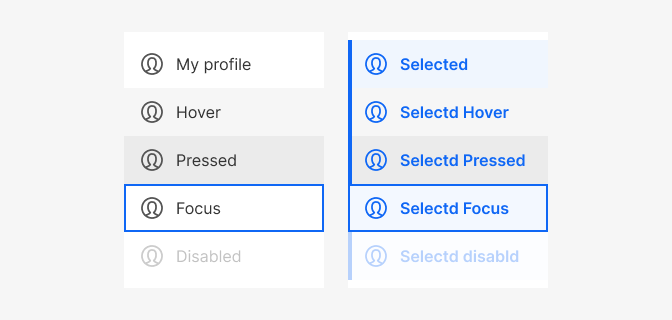 My profile
Hover
Pressed
Focus
Disabled
Selected
Selectd Hover
Selectd Pressed
Selectd Focus
Selectd disabld